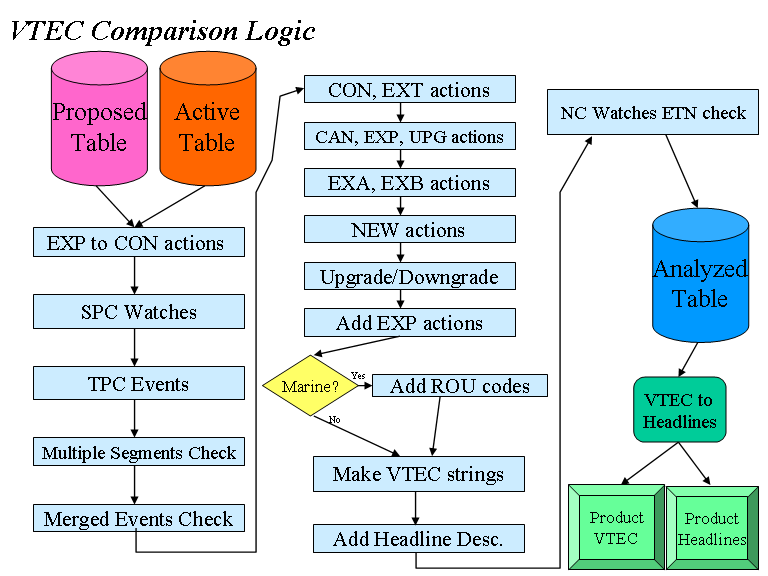 VTEC Comparison Logic
Proposed
Table
Active
Table
EXP to CON actions
SPC Watches
TPC Events
Multiple Segments Check
Merged Events Check
CON, EXT actions
CAN, EXP, UPG actions
EXA, EXB actions
NEW actions
Upgrade/Downgrade
Add EXP actions
Marine?
Yes
Add ROU codes
No
Make VTEC strings
Add Headline Desc.
NC Watches ETN check
Analyzed
Table
VTEC to
Headlines
Product
VTEC
Product
Headlines